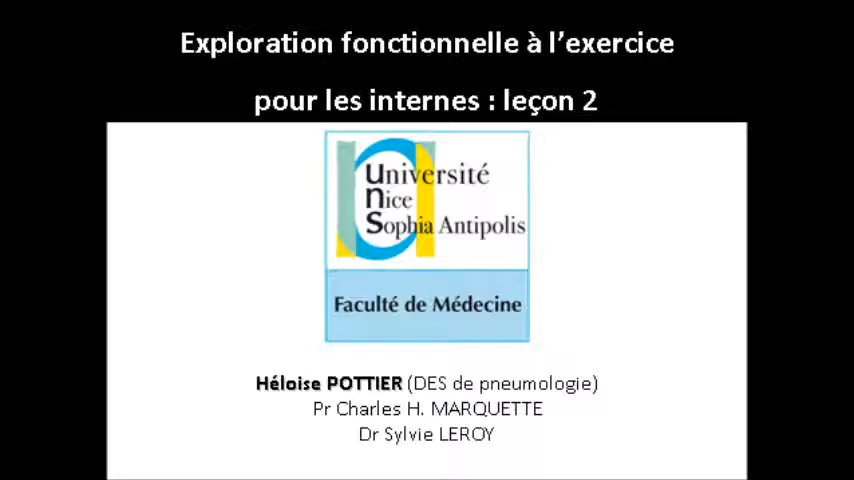 Exploration fonctionnelle à l'exercice
pour les internes : leçon 2
Université
Nice
Sophia Antipolis
Faculté de Médecine
Héloise POTTIER (DES de pneumologie)
Pr Charles H. MARQUETTE
Dr Sylvie LEROY